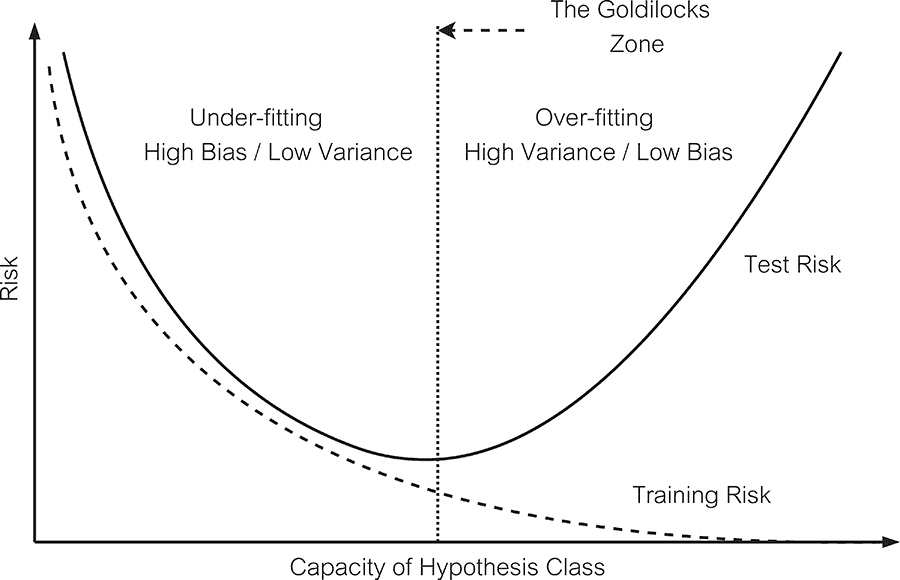 The Goldilocks
Zone
Under-fitting
High Bias / Low Variance
Over-fitting
High Variance / Low Bias
Risk
Test Risk
Training Risk
Capacity of Hypothesis Class